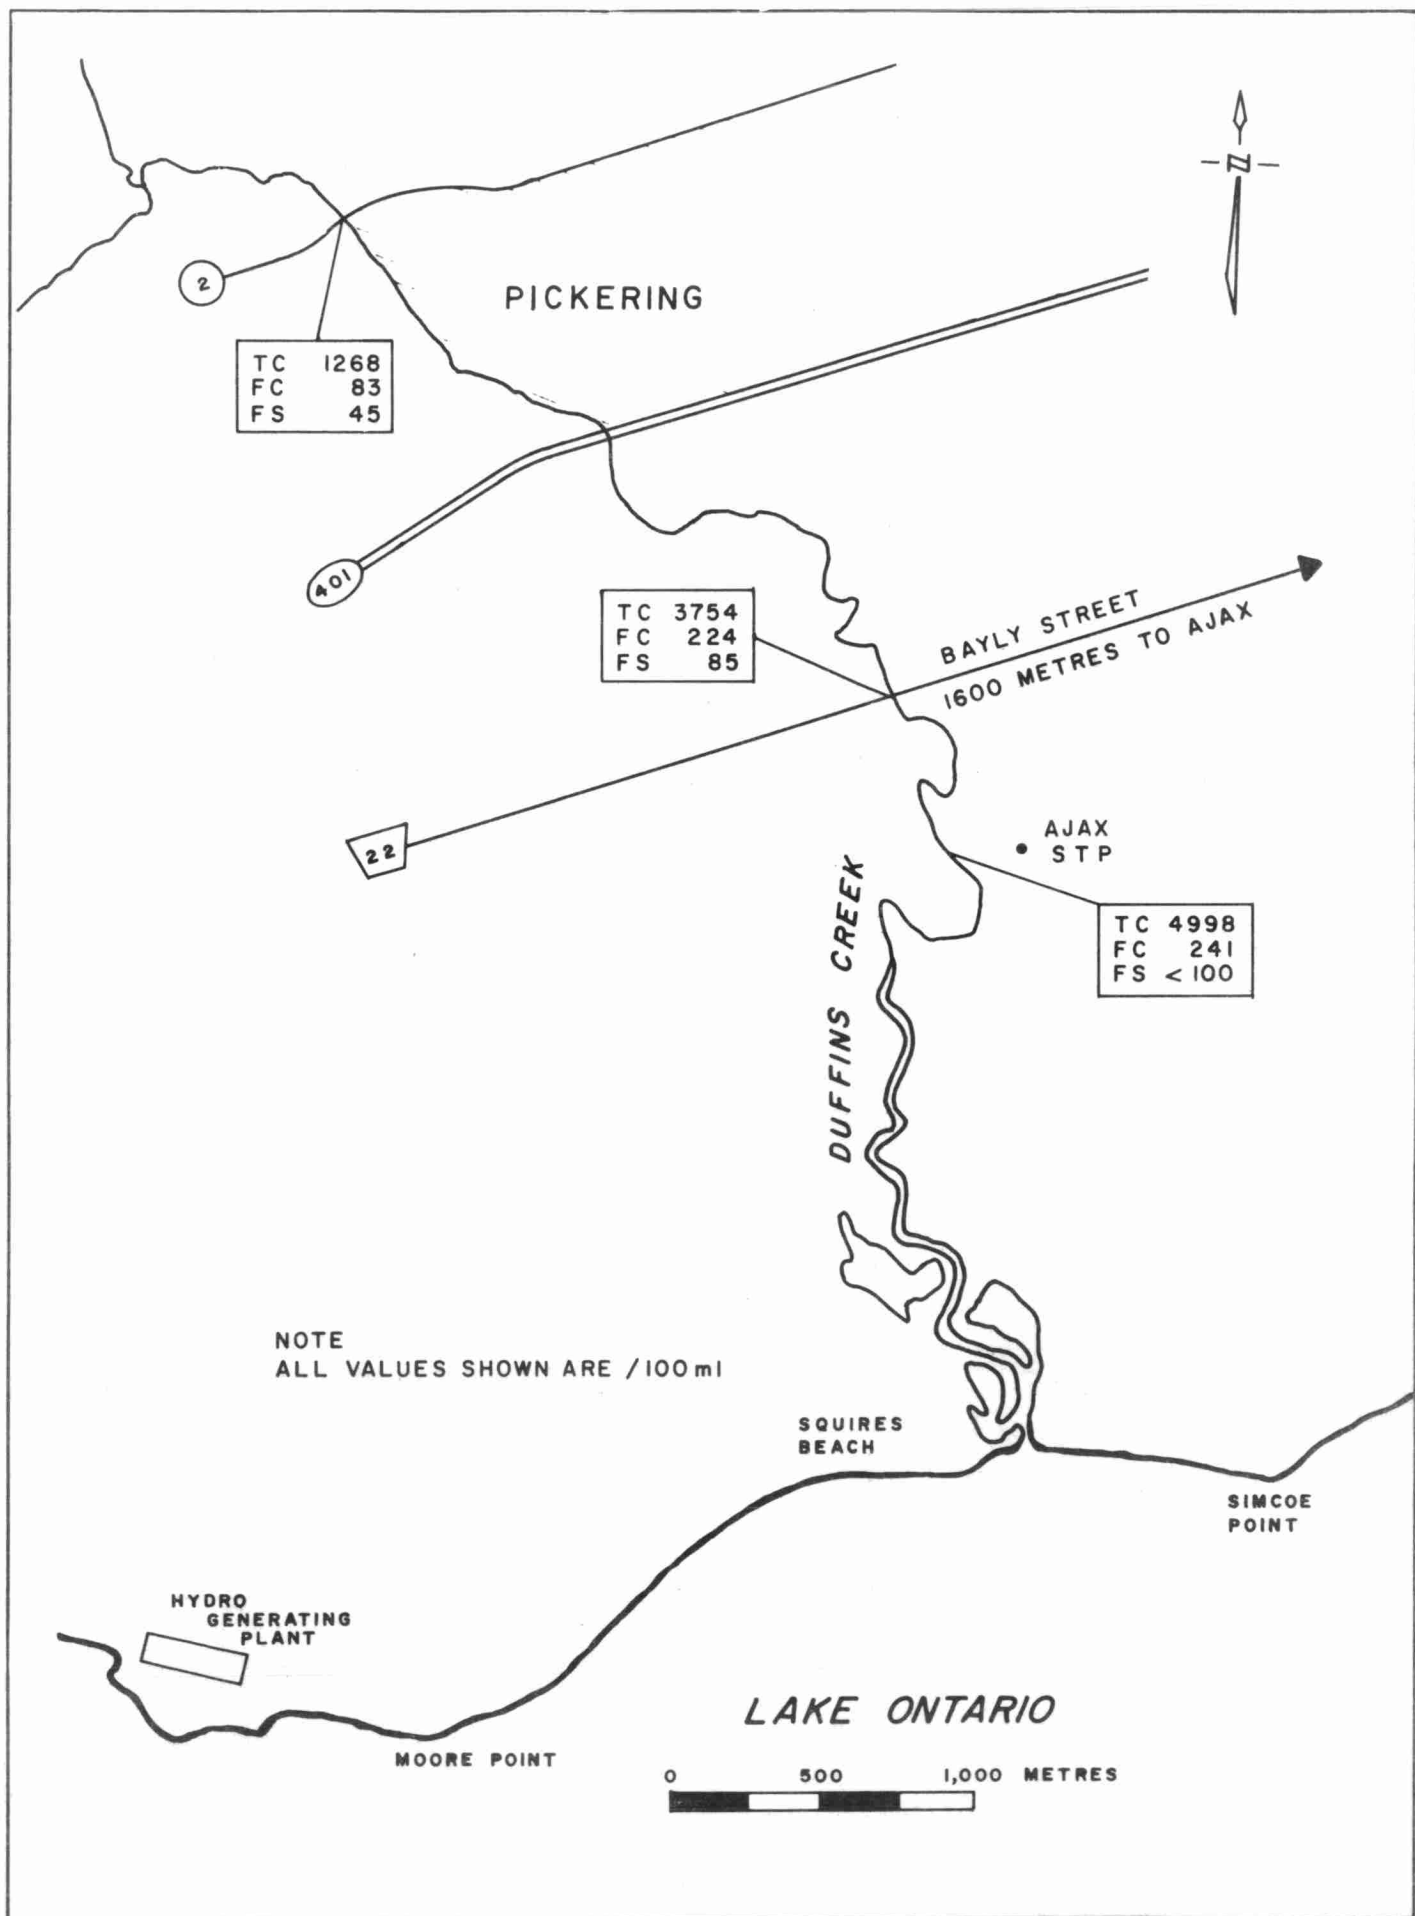 N
2
PICKERING
TC 1268
FC 83
FS 45
401
TC 3754
FC 224
FS 85
BAYLY STREET
1600 METRES TO AJAX
22
AJAX
STP
TC 4998
FC 241
FS < 100
DUFFINS CREEK
NOTE
ALL VALUES SHOWN ARE /100 ml
SQUIRES
BEACH
SIMCOE
POINT
HYDRO
GENERATING
PLANT
LAKE ONTARIO
MOORE POINT
0 500 1,000 METRES